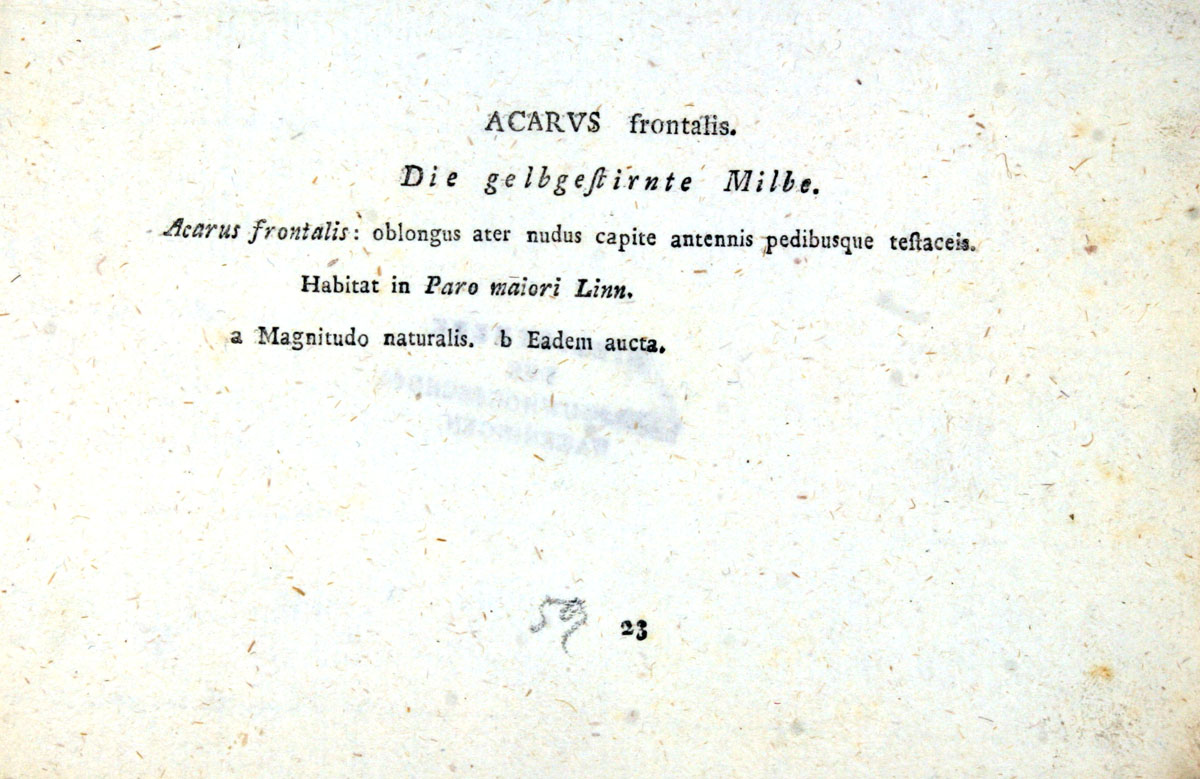 ACARVS frontalis.
Die gelbgeſtirnte Milbe.
Acarus frontalis: oblongus ater nudus capite antennis pedibusque teſtaceis.
Habitat in Paro maiori Linn.
a Magnitudo naturalis. b Eadem aucta.
59 23